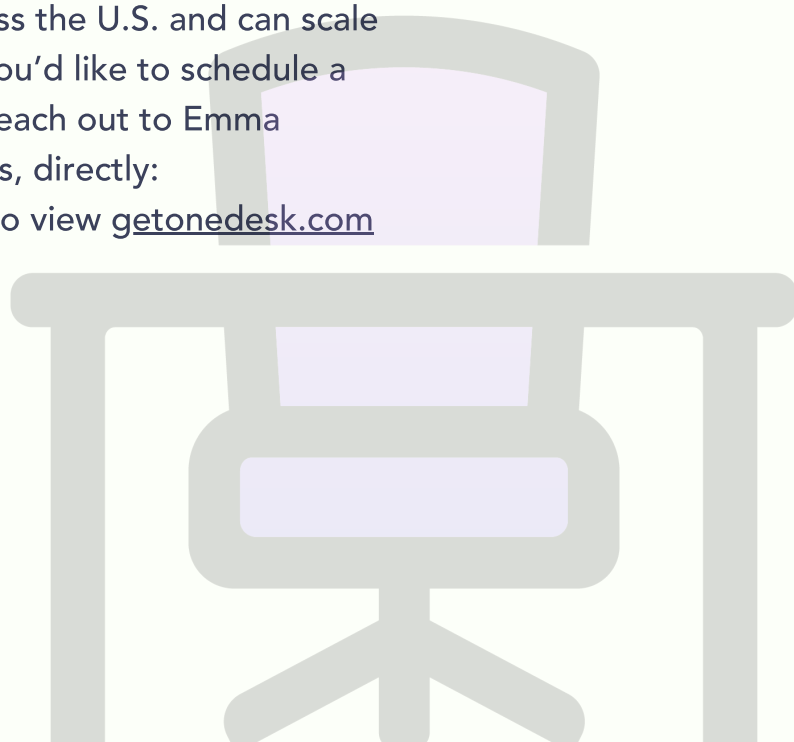 ss the U.S. and can scale
ou’d like to schedule a
each out to Emma
s, directly:
o view getonedesk.com